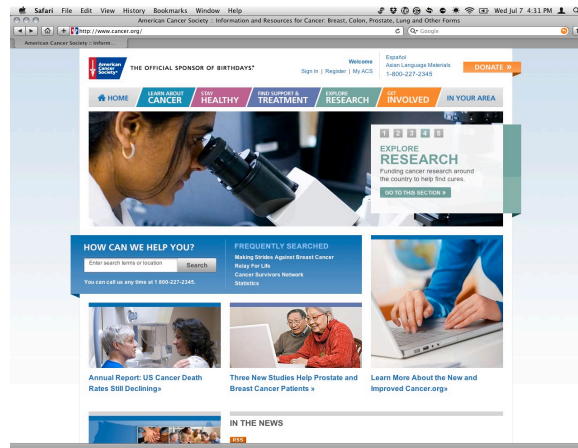 Safari File Edit View History Bookmarks Window Help
Wed Jul 7 4:31 PM
American Cancer Society :: Information and Resources for Cancer: Breast, Colon, Prostate, Lung and Other Forms
http://www.cancer.org/
Google
American Cancer Society :: Inform...
American Cancer Society®
THE OFFICIAL SPONSOR OF BIRTHDAYS.®
Welcome
Sign In | Register | My ACS
Español
Asian Language Materials
1-800-227-2345
DONATE »
HOME
LEARN ABOUT
CANCER
STAY
HEALTHY
FIND SUPPORT &
TREATMENT
EXPLORE
RESEARCH
GET
INVOLVED
IN YOUR AREA
1 2 3 4 5
EXPLORE
RESEARCH
Funding cancer research around
the country to help find cures.
GO TO THIS SECTION »
HOW CAN WE HELP YOU?
Enter search terms or location
Search
You can call us any time at 1 800-227-2345.
FREQUENTLY SEARCHED
Making Strides Against Breast Cancer
Relay For Life
Cancer Survivors Network
Statistics
Annual Report: US Cancer Death
Rates Still Declining»
Three New Studies Help Prostate and
Breast Cancer Patients »
Learn More About the New and
Improved Cancer.org»
IN THE NEWS
RSS